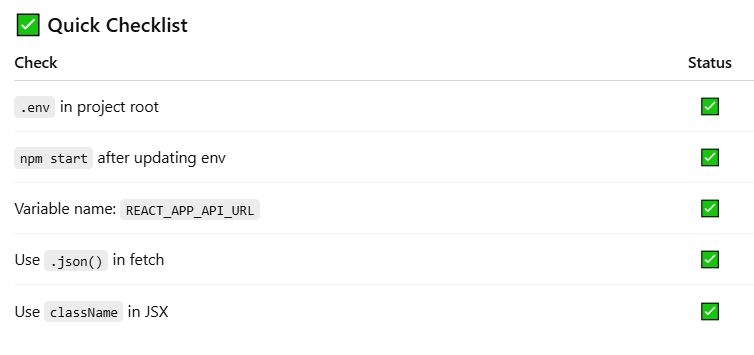 ✅ Quick Checklist
Check Status
.env in project root ✅
npm start after updating env ✅
Variable name: REACT_APP_API_URL ✅
Use .json() in fetch ✅
Use className in JSX ✅